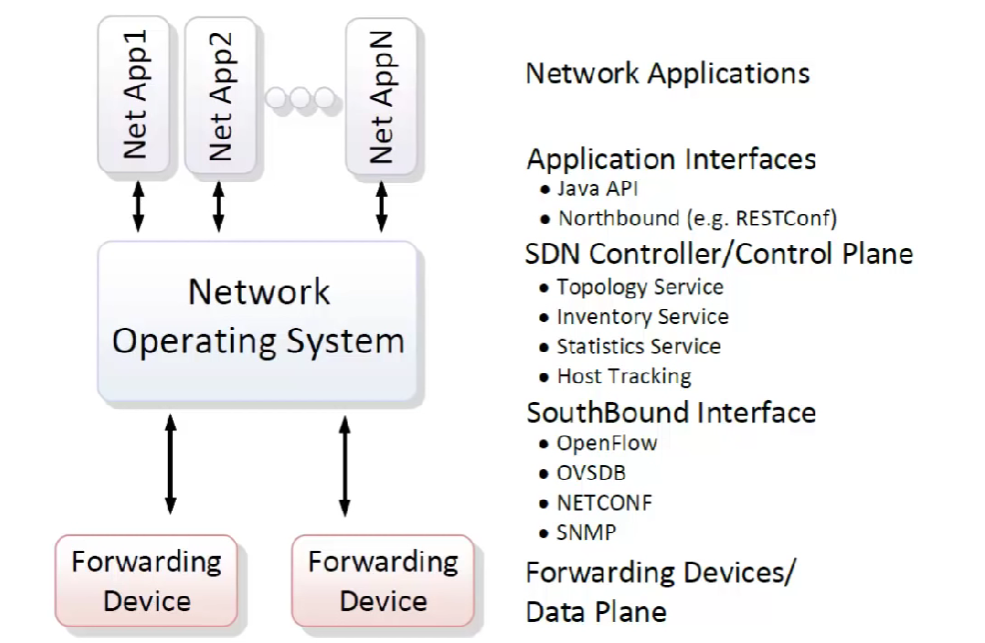 Net App1
Net App2
Net AppN
Network Applications
Application Interfaces
• Java API
• Northbound (e.g. RESTConf)
Network
Operating System
SDN Controller/Control Plane
• Topology Service
• Inventory Service
• Statistics Service
• Host Tracking
SouthBound Interface
• OpenFlow
• OVSDB
• NETCONF
• SNMP
Forwarding
Device
Forwarding
Device
Forwarding Devices/
Data Plane